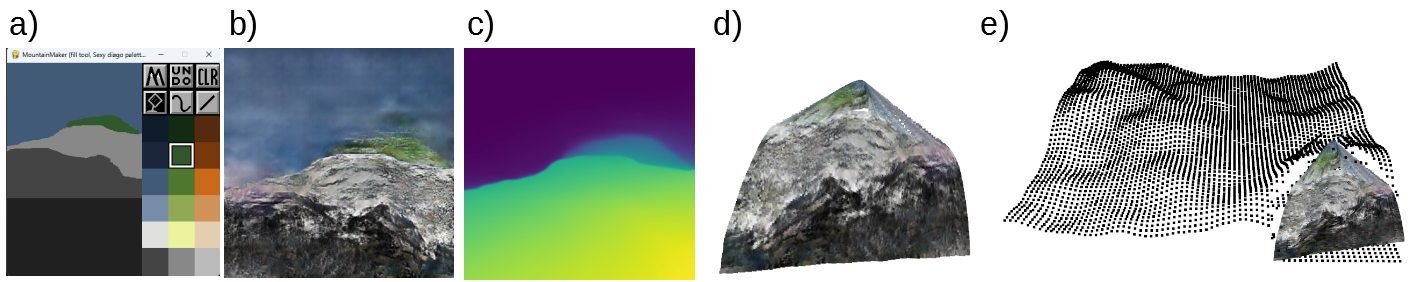 a)
b)
c)
d)
e)
MountainMaker (fill tool, Sexy diago palett...
M
UN
DO
CLR